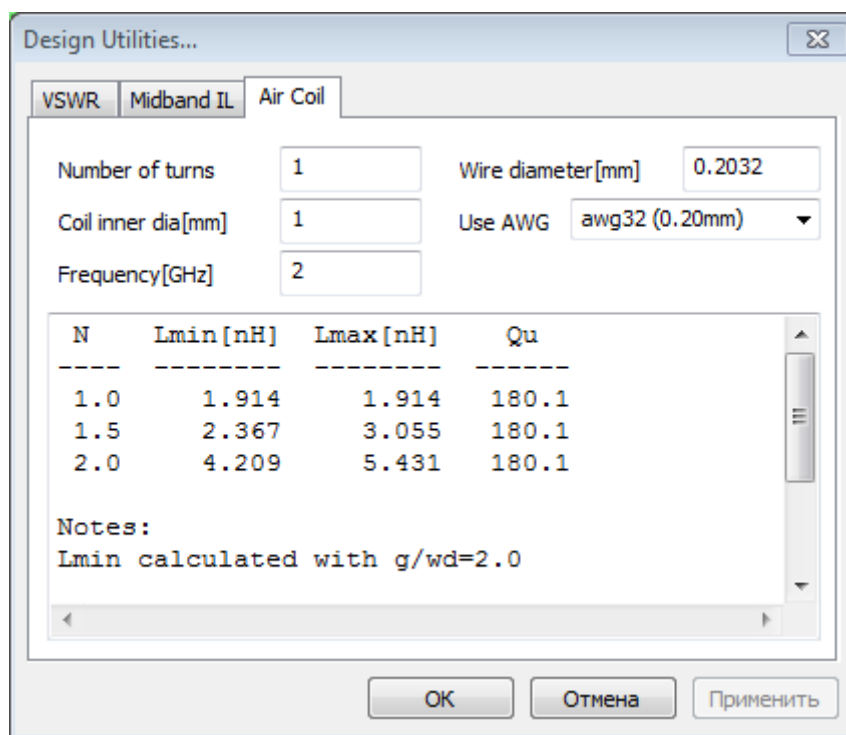 Design Utilities...
VSWR Midband IL Air Coil
Number of turns 1 Wire diameter[mm] 0.2032
Coil inner dia[mm] 1 Use AWG awg32 (0.20mm)
Frequency[GHz] 2
N Lmin[nH] Lmax[nH] Qu
---- -------- -------- ------
1.0 1.914 1.914 180.1
1.5 2.367 3.055 180.1
2.0 4.209 5.431 180.1
Notes:
Lmin calculated with g/wd=2.0
OK Отмена Применить